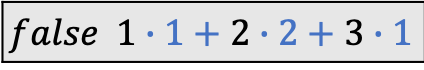 false 1 · 1 + 2 · 2 + 3 · 1